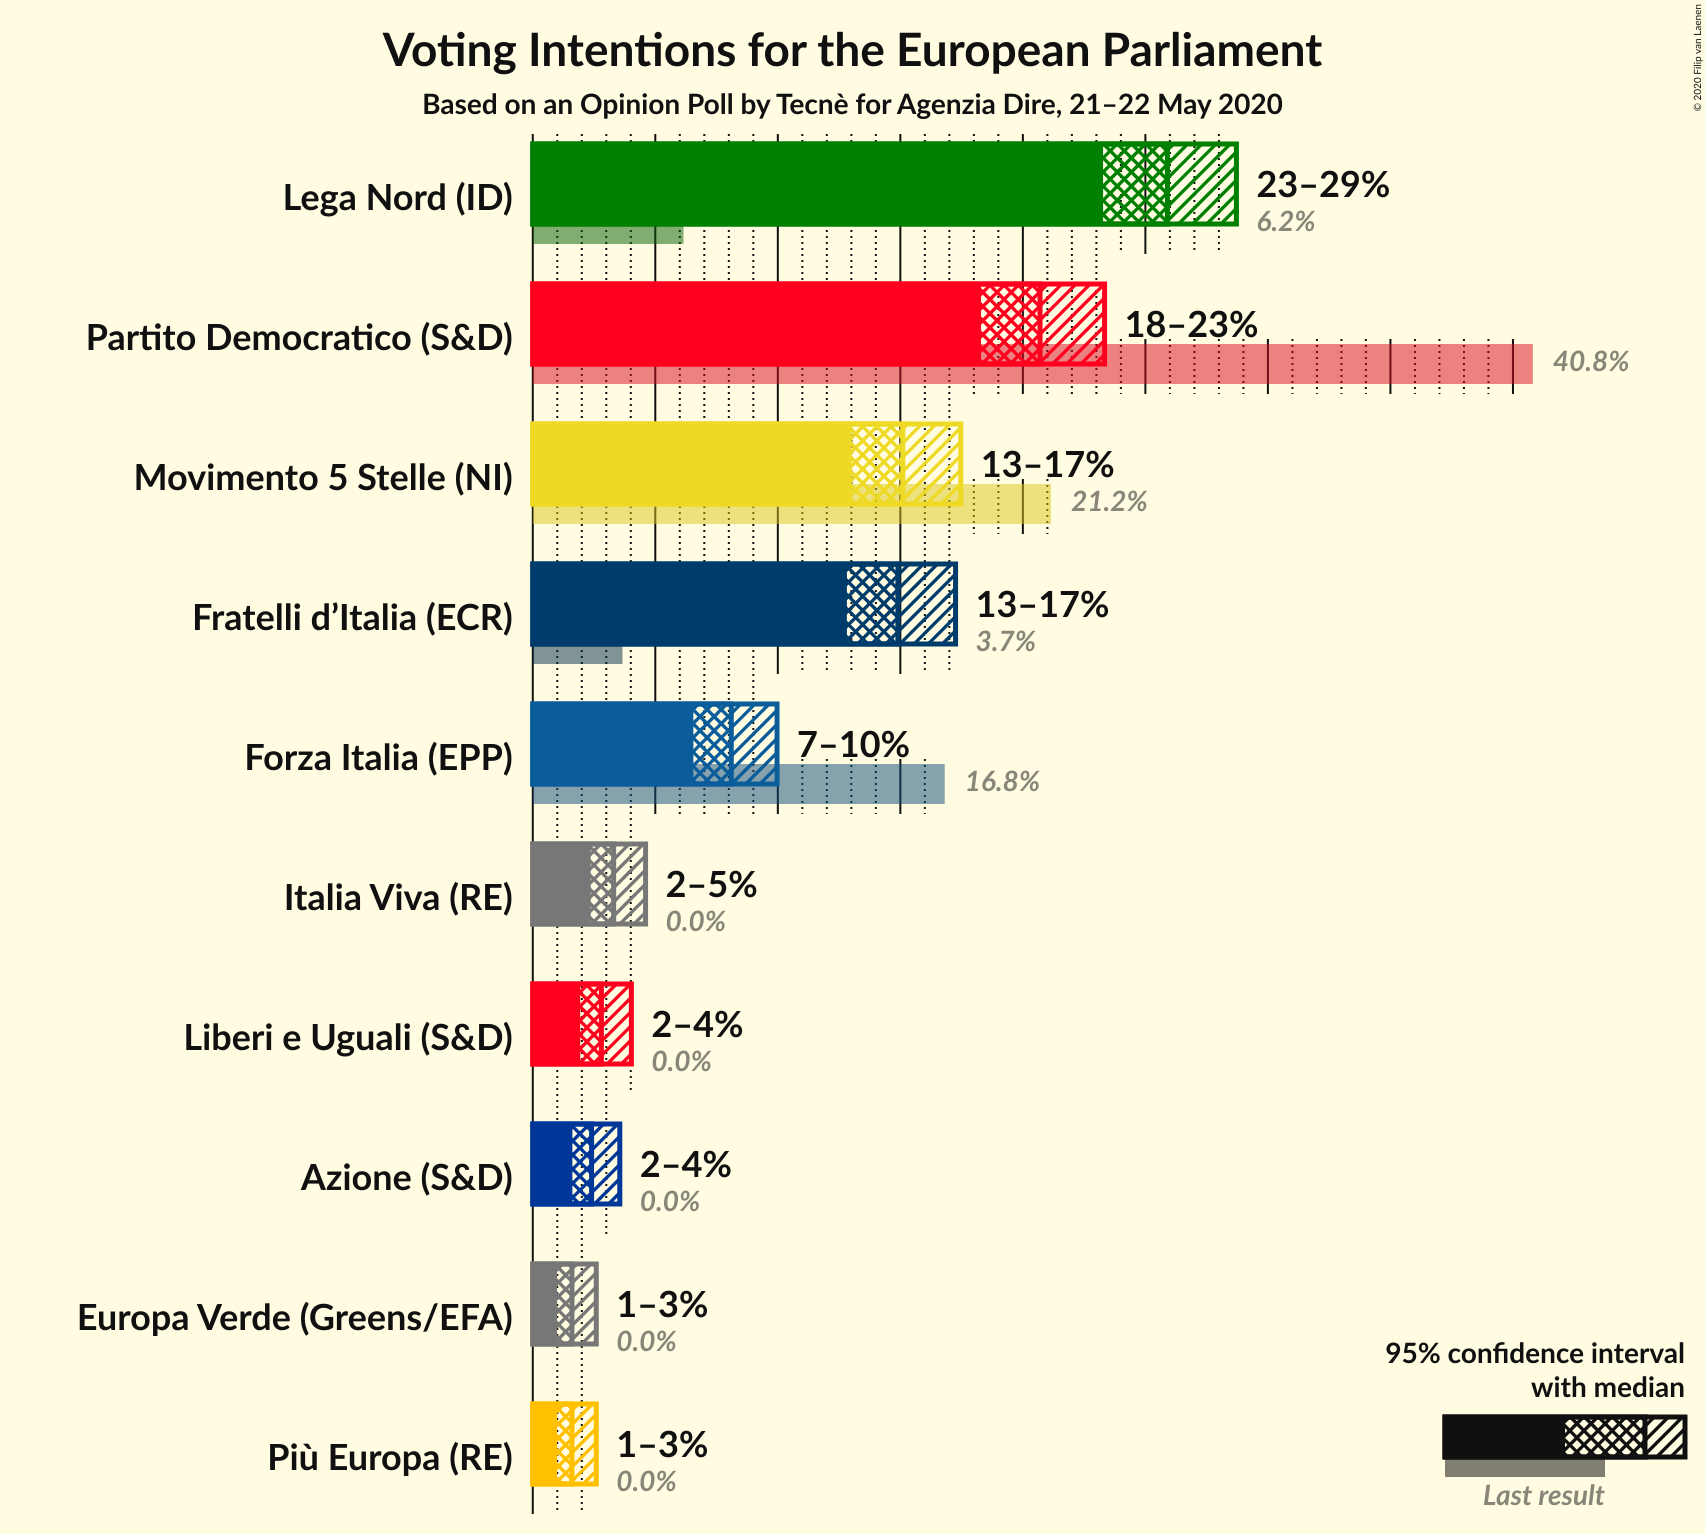 Voting Intentions for the European Parliament
Based on an Opinion Poll by Tecnè for Agenzia Dire, 21–22 May 2020
© 2020 Filip van Laenen
Lega Nord (ID)
23–29%
6.2%
Partito Democratico (S&D)
18–23%
40.8%
Movimento 5 Stelle (NI)
13–17%
21.2%
Fratelli d’Italia (ECR)
13–17%
3.7%
Forza Italia (EPP)
7–10%
16.8%
Italia Viva (RE)
2–5%
0.0%
Liberi e Uguali (S&D)
2–4%
0.0%
Azione (S&D)
2–4%
0.0%
Europa Verde (Greens/EFA)
1–3%
0.0%
Più Europa (RE)
1–3%
0.0%
95% confidence interval
with median
Last result